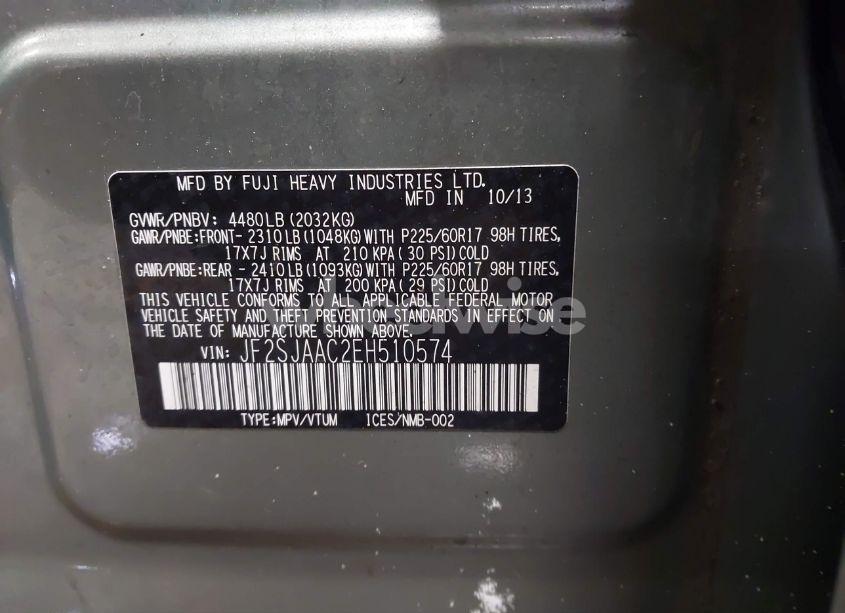 MFD BY FUJI HEAVY INDUSTRIES LTD.
MFD IN 10/13
GVWR/PNBV: 4480LB(2032KG)
GAWR/PNBE:FRONT- 2310LB(1048KG)WITH P225/60R17 98H TIRES,
17X7J RIMS AT 210 KPA( 30 PSI)COLD
GAWR/PNBE:REAR - 2410LB(1093KG)WITH P225/60R17 98H TIRES,
17X7J RIMS AT 200 KPA( 29 PSI)COLD
THIS VEHICLE CONFORMS TO ALL APPLICABLE FEDERAL MOTOR
VEHICLE SAFETY AND THEFT PREVENTION STANDARDS IN EFFECT ON
THE DATE OF MANUFACTURE SHOWN ABOVE.
VIN: JF2SJAAC2EH510574
TYPE:MPV/VTUM ICES/NMB-002